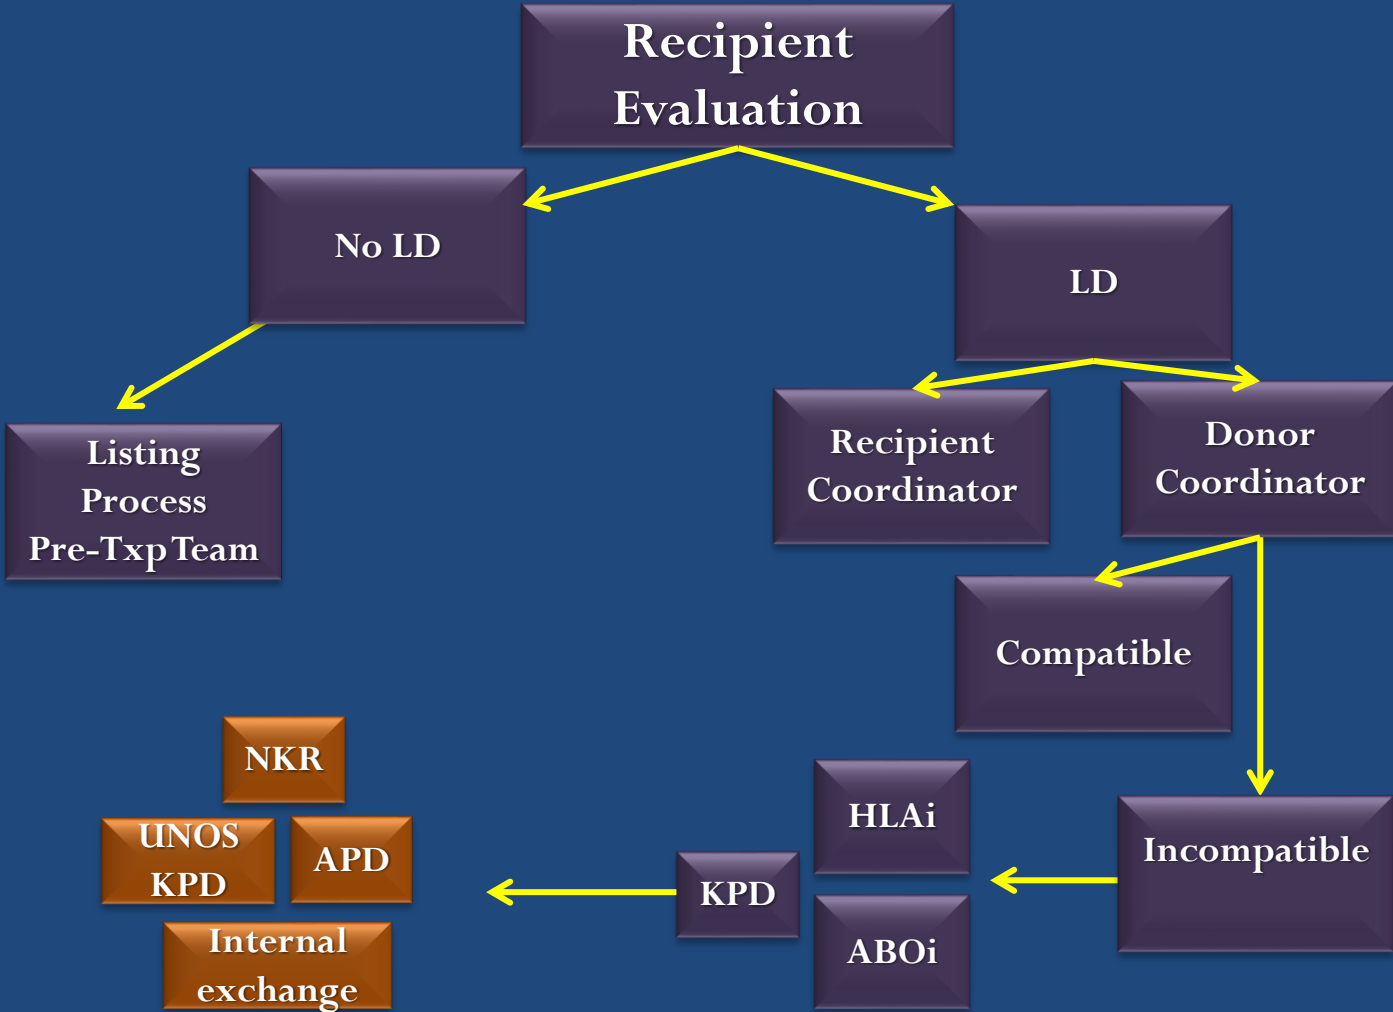 Recipient
Evaluation
No LD
LD
Listing
Process
Pre-Txp Team
Recipient
Coordinator
Donor
Coordinator
Compatible
Incompatible
HLAi
ABOi
KPD
NKR
UNOS
KPD
APD
Internal
exchange